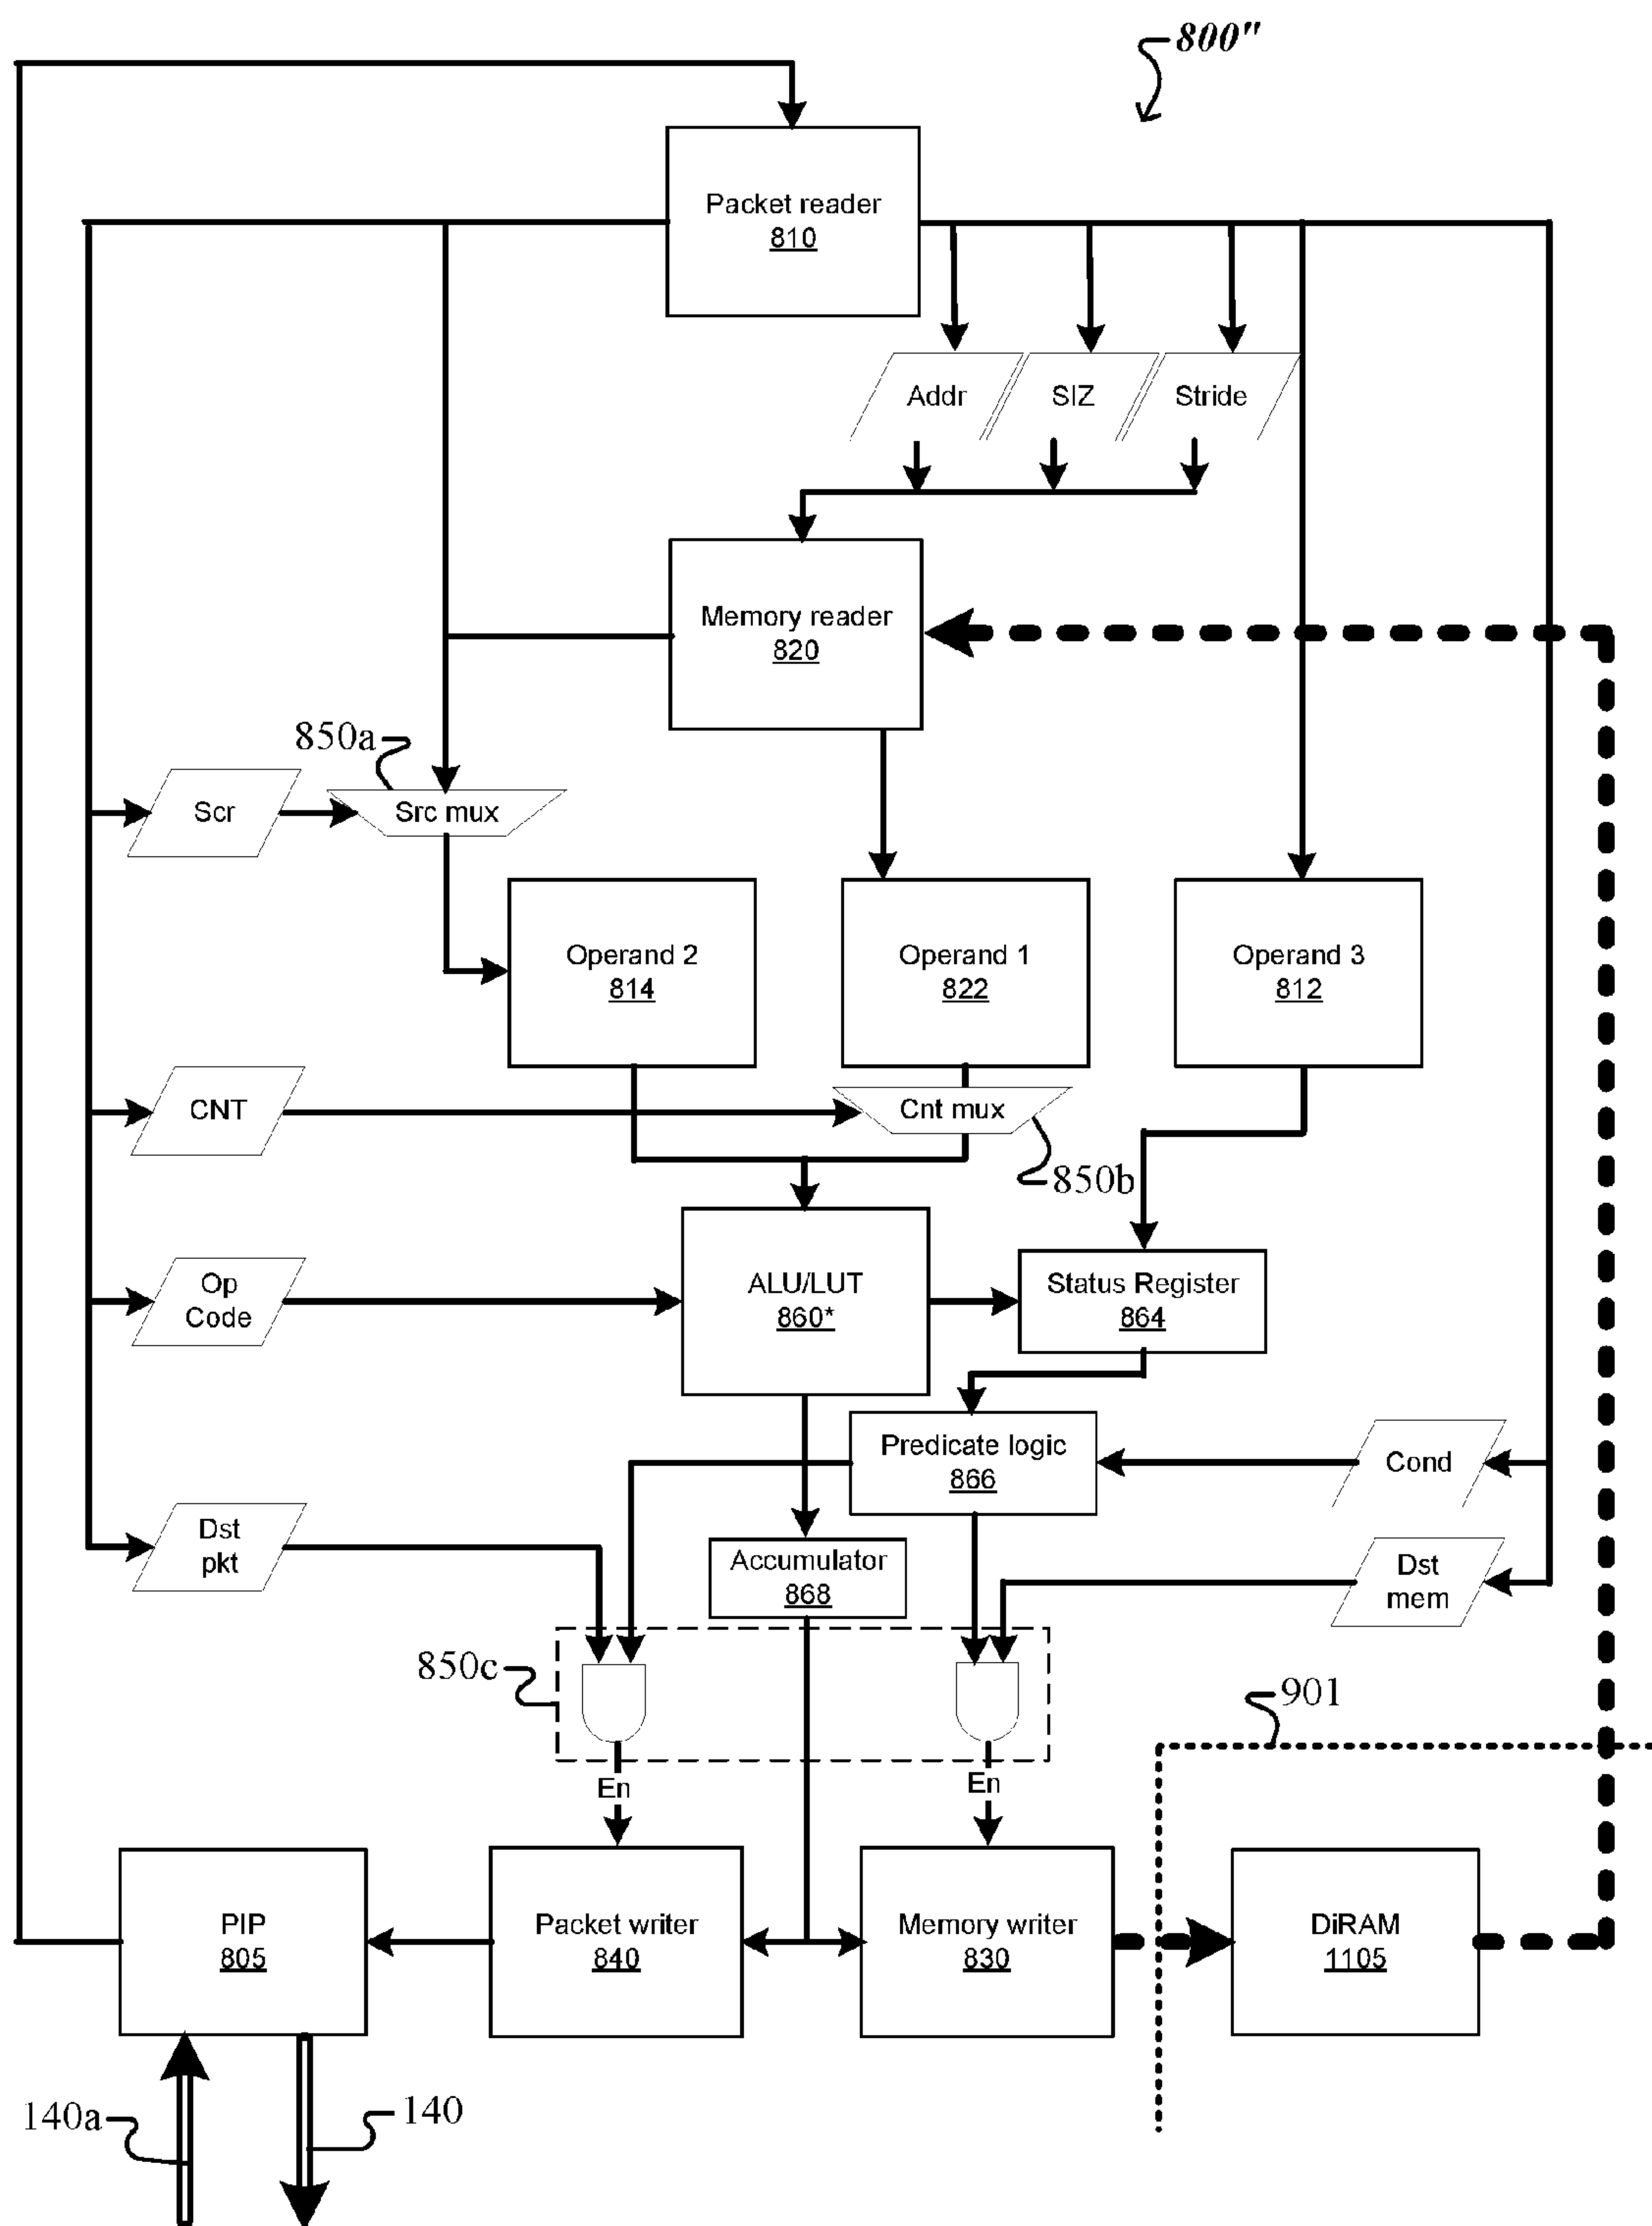 800"
Packet reader
810
Addr
SIZ
Stride
Memory reader
820
850a
Scr
Src mux
Operand 2
814
Operand 1
822
Operand 3
812
CNT
Cnt mux
850b
Op
Code
ALU/LUT
860*
Status Register
864
Predicate logic
866
Cond
Dst
pkt
Accumulator
868
Dst
mem
850c
901
En
En
PIP
805
Packet writer
840
Memory writer
830
DiRAM
1105
140a
140